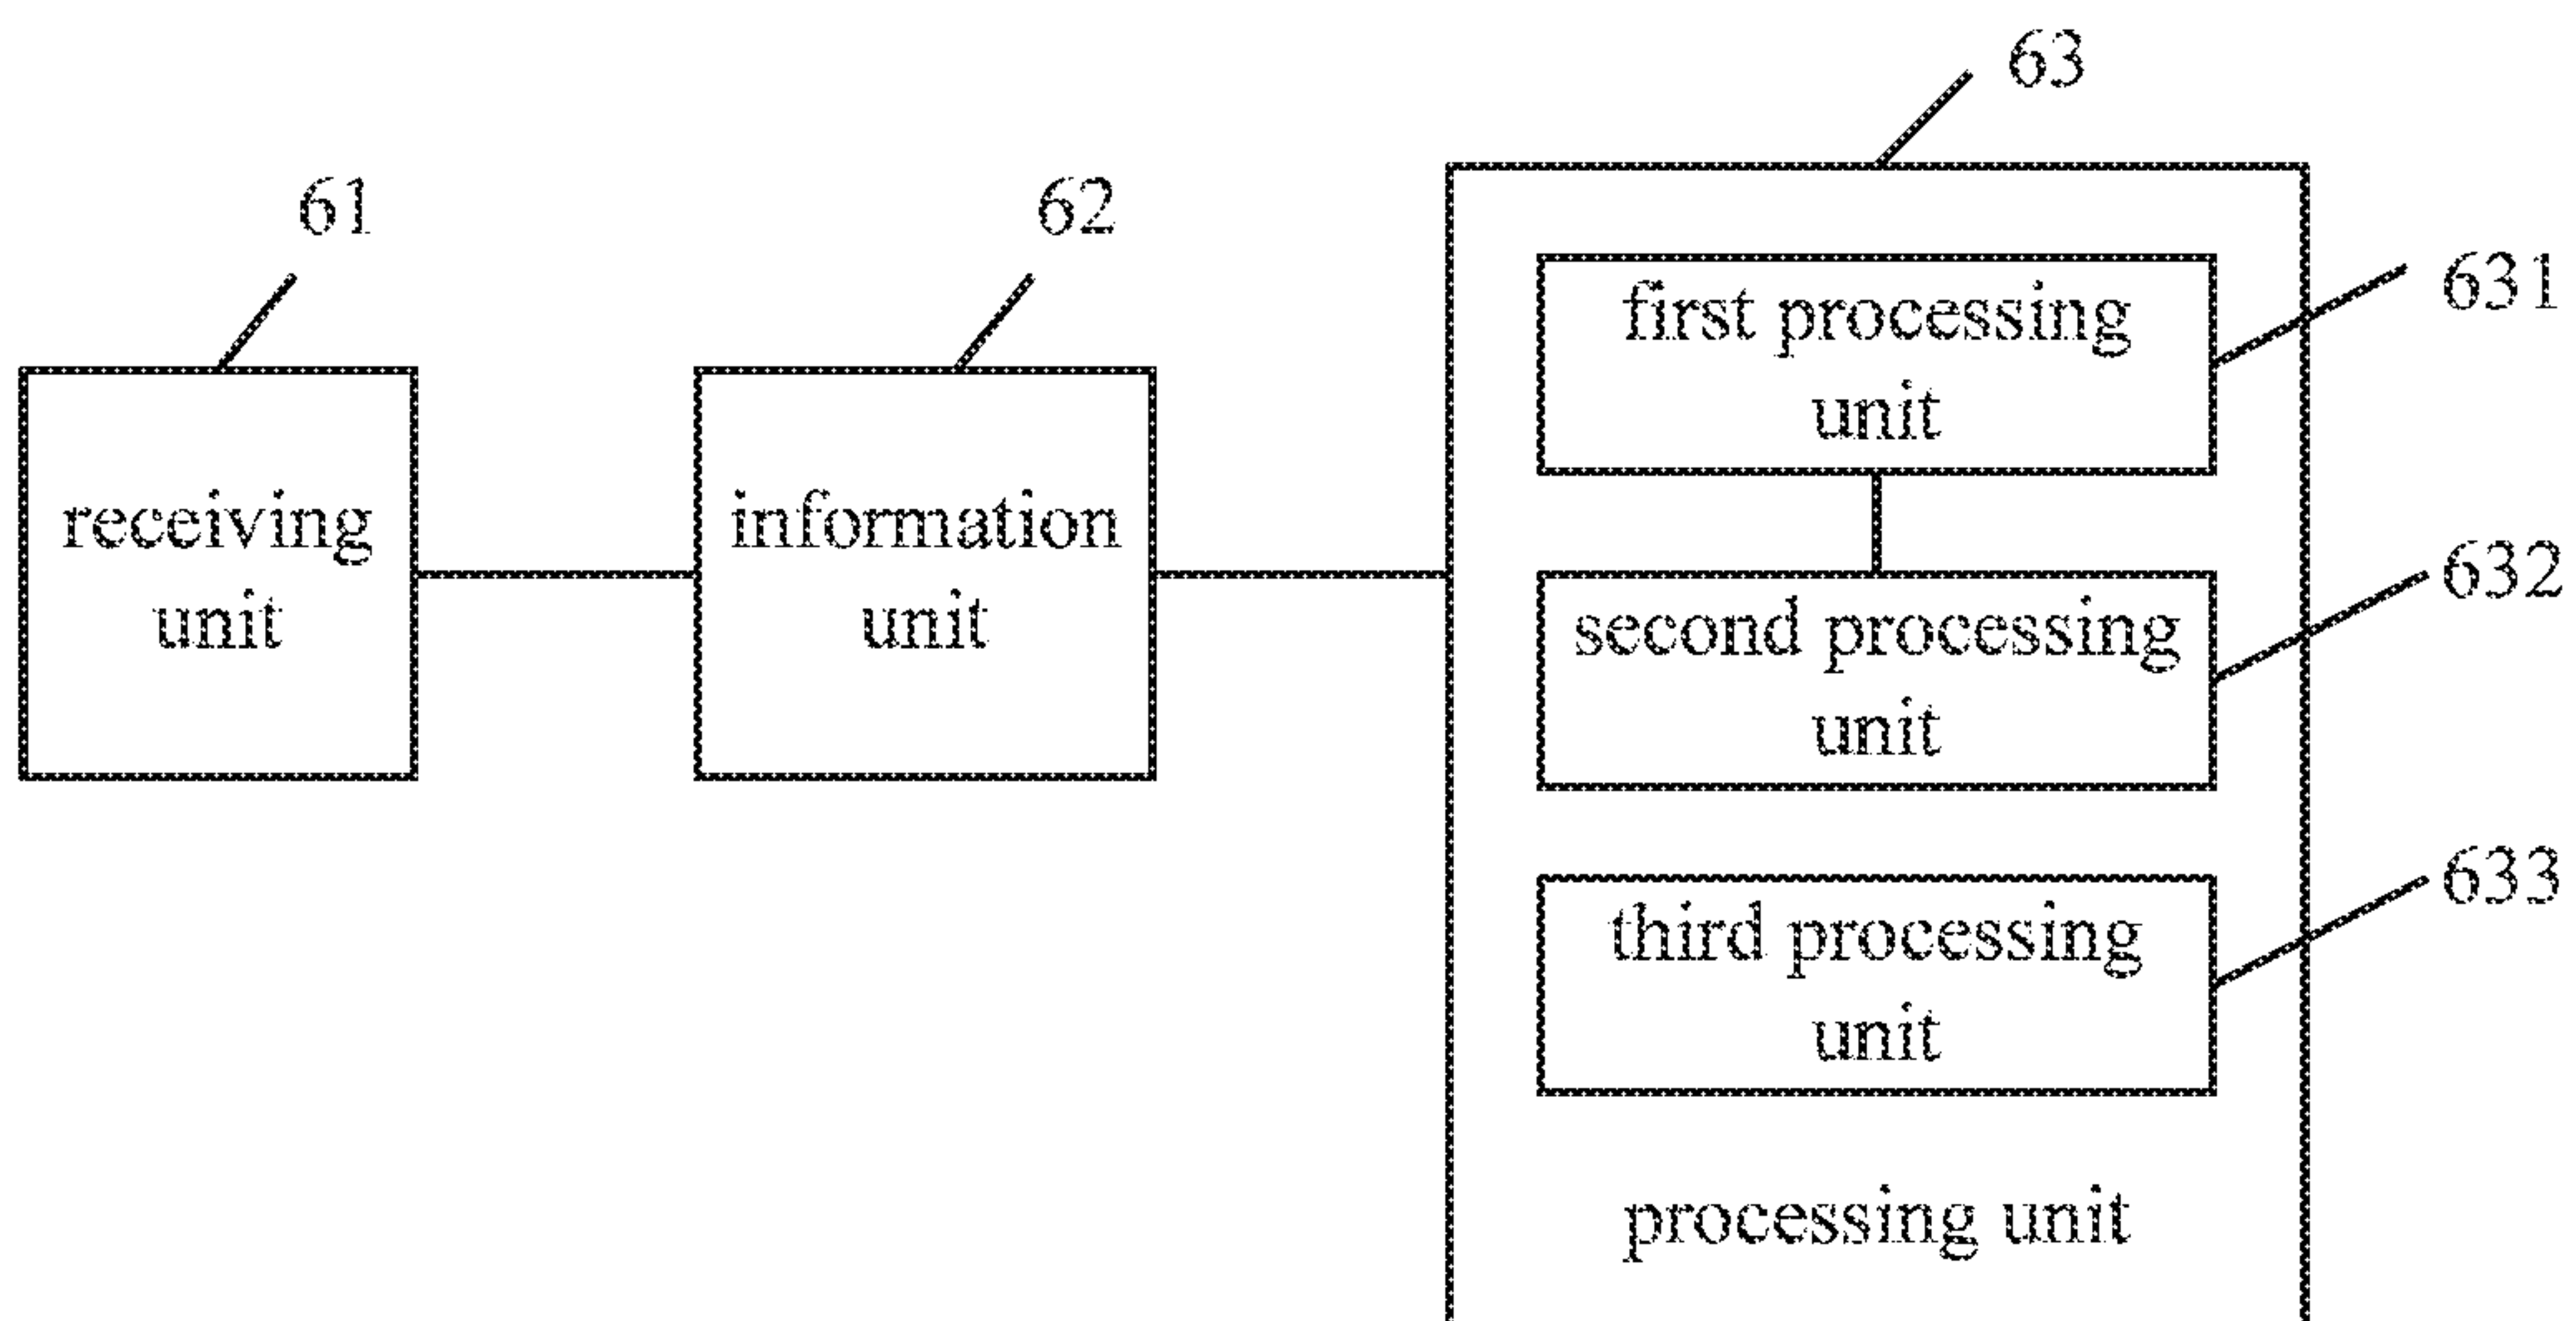 63
61
62
631
first processing
unit
receiving
unit
information
unit
632
second processing
unit
633
third processing
unit
processing unit